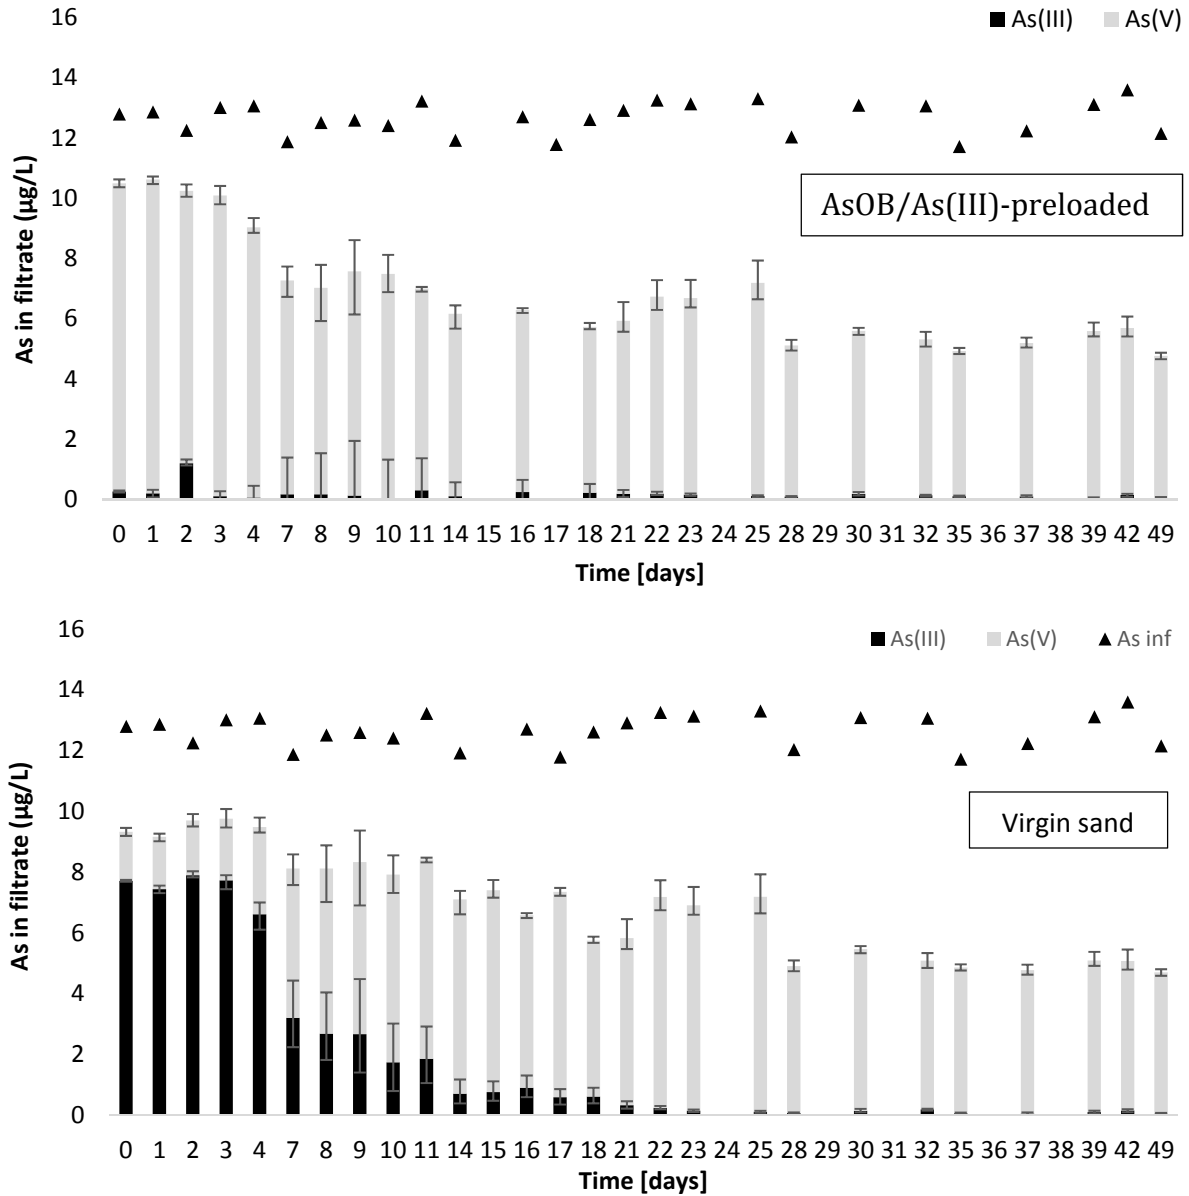 16
14
12
10
8
6
4
2
0
As in filtrate (µg/L)
As(III) As(V)
AsOB/As(III)-preloaded
0 1 2 3 4 7 8 9 10 11 14 15 16 17 18 21 22 23 24 25 28 29 30 31 32 35 36 37 38 39 42 49
Time [days]
16
14
12
10
8
6
4
2
0
As in filtrate (µg/L)
As(III) As(V) As inf
Virgin sand
0 1 2 3 4 7 8 9 10 11 14 15 16 17 18 21 22 23 24 25 28 29 30 31 32 35 36 37 38 39 42 49
Time [days]